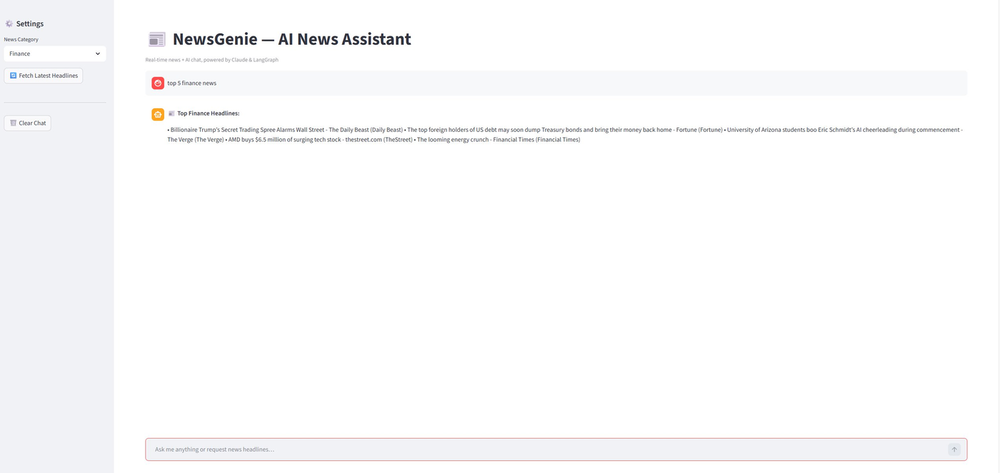 Settings
News Category
Finance
Fetch Latest Headlines
Clear Chat
NewsGenie — AI News Assistant
Real-time news + AI chat, powered by Claude & LangGraph
top 5 finance news
Top Finance Headlines:
• Billionaire Trump's Secret Trading Spree Alarms Wall Street - The Daily Beast (Daily Beast) • The top foreign holders of US debt may soon dump Treasury bonds and bring their money back home - Fortune (Fortune) • University of Arizona students boo Eric Schmidt's AI cheerleading during commencement -
The Verge (The Verge) • AMD buys $6.5 million of surging tech stock - thestreet.com (TheStreet) • The looming energy crunch - Financial Times (Financial Times)
Ask me anything or request news headlines…